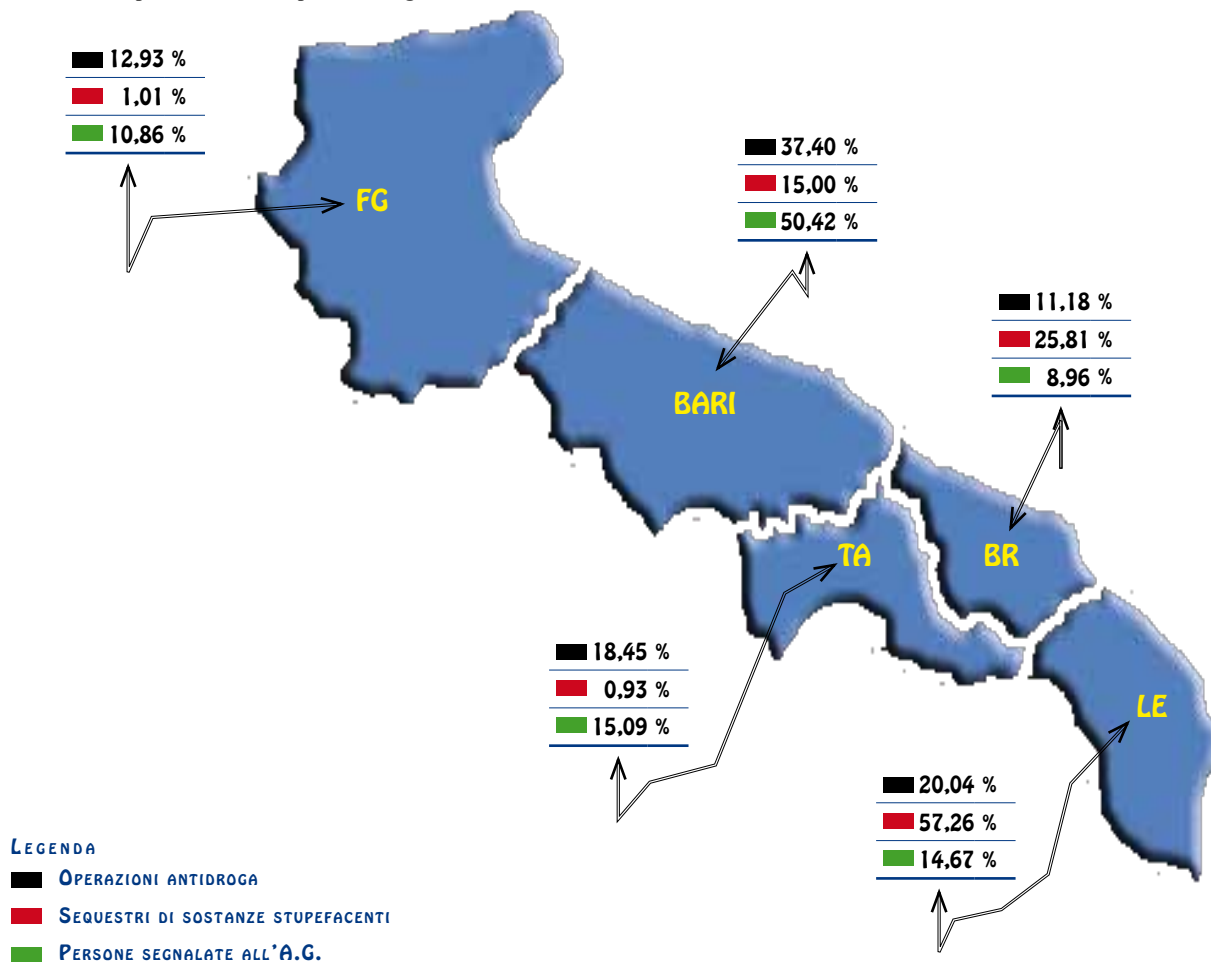 12,93 %
1,01 %
10,86 %
FG
37,40 %
15,00 %
50,42 %
BARI
11,18 %
25,81 %
8,96 %
BR
TA
18,45 %
0,93 %
15,09 %
LE
20,04 %
57,26 %
14,67 %
LEGENDA
OPERAZIONI ANTIDROGA
SEQUESTRI DI SOSTANZE STUPEFACENTI
PERSONE SEGNALATE ALL'A.G.